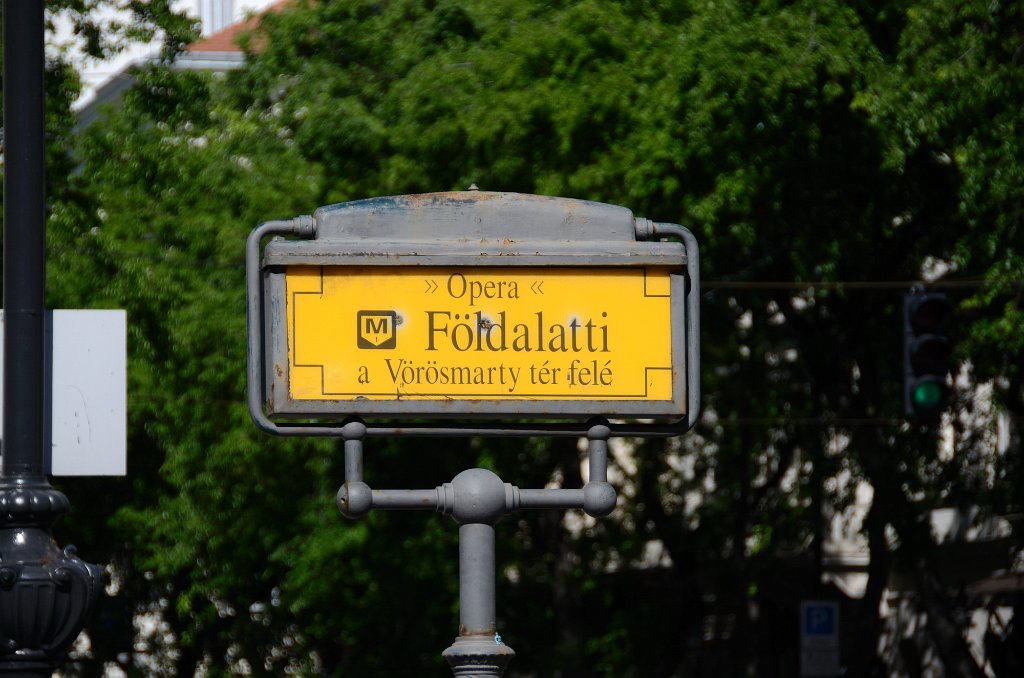 » Opera «
M Földalatti
a Vörösmarty tér felé
P